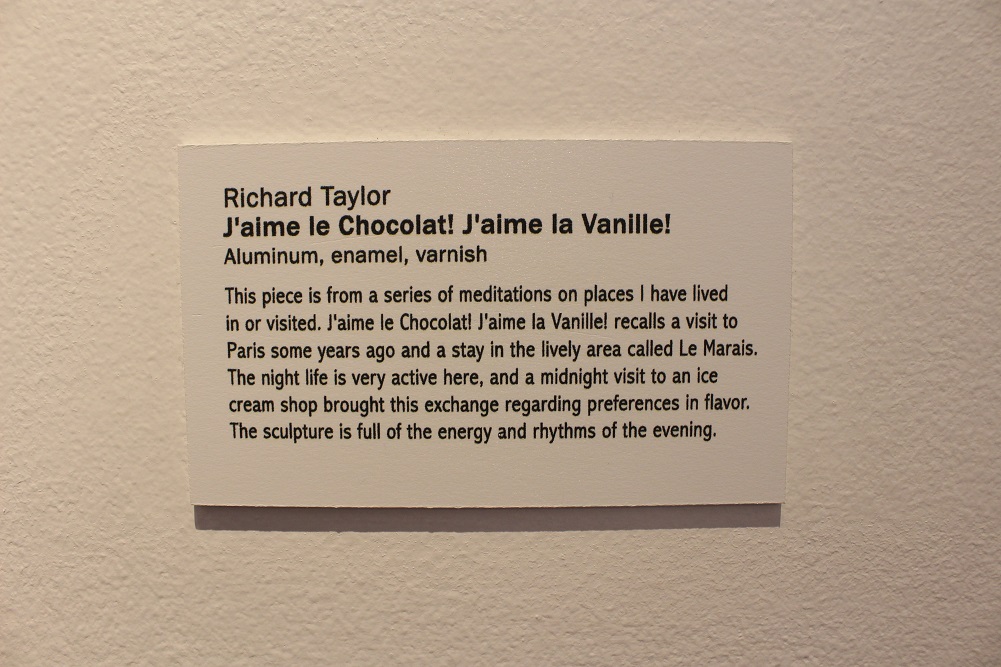 Richard Taylor
J'aime le Chocolat! J'aime la Vanille!
Aluminum, enamel, varnish
This piece is from a series of meditations on places I have lived
in or visited. J'aime le Chocolat! J'aime la Vanille! recalls a visit to
Paris some years ago and a stay in the lively area called Le Marais.
The night life is very active here, and a midnight visit to an ice
cream shop brought this exchange regarding preferences in flavor.
The sculpture is full of the energy and rhythms of the evening.